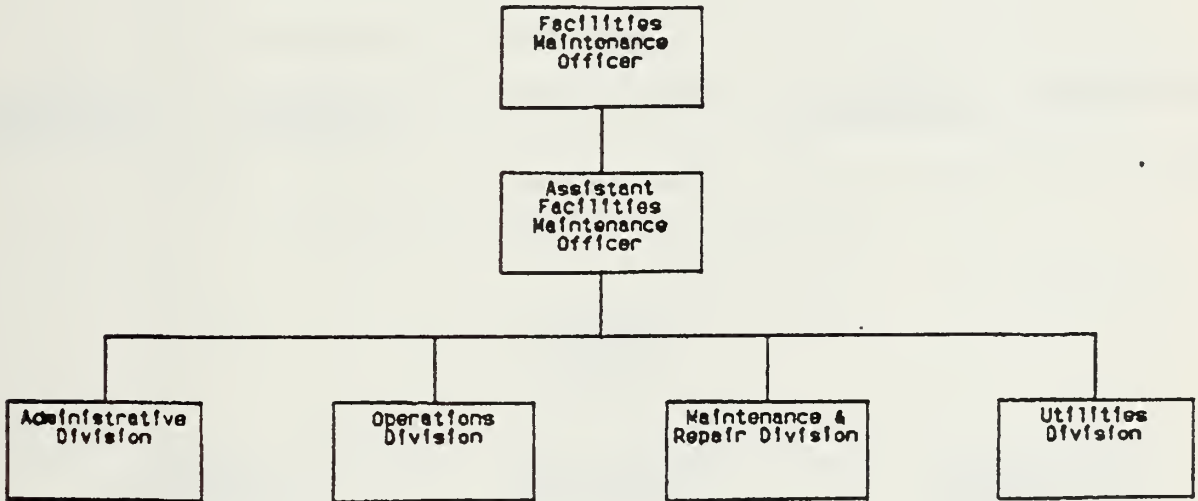 Facilities
Maintenance
Officer
Assistant
Facilities
Maintenance
Officer
Administrative
Division
Operations
Division
Maintenance &
Repair Division
Utilities
Division